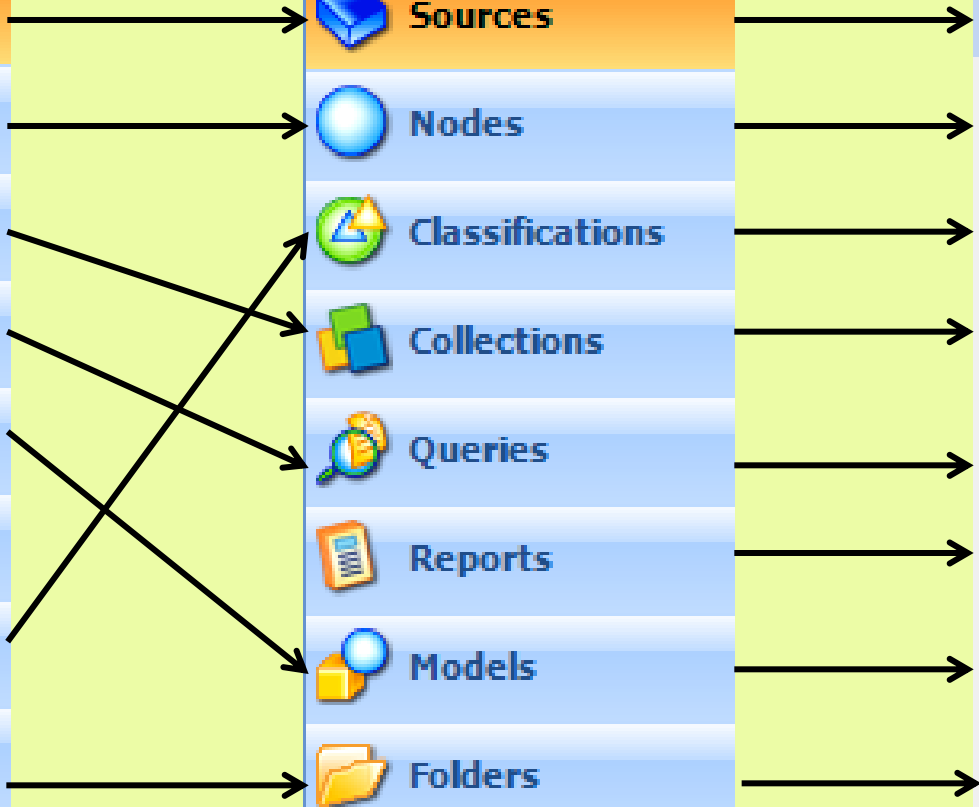 Sources
Nodes
Classifications
Collections
Queries
Reports
Models
Folders